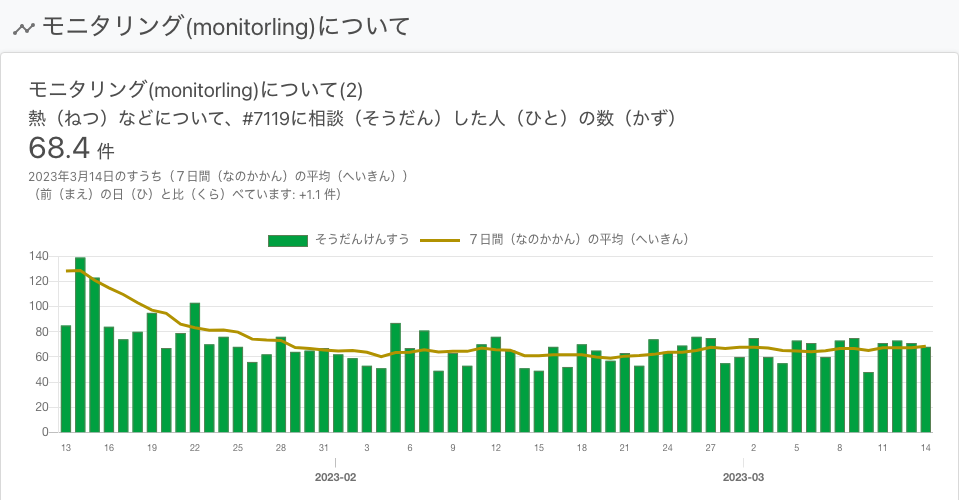 モニタリング(monitorling)について
モニタリング(monitorling)について(2)
熱（ねつ）などについて、#7119に相談（そうだん）した人（ひと）の数（かず）
68.4 件
2023年3月14日のすうち（７日間（なのかかん）の平均（へいきん））
（前（まえ）の日（ひ）と比（くら）べています: +1.1 件）
そうだんけんすう ７日間（なのかかん）の平均（へいきん）
140
120
100
80
60
40
20
0
13 16 19 22 25 28 31 3 6 9 12 15 18 21 24 27 2 5 8 11 14
2023-02 2023-03